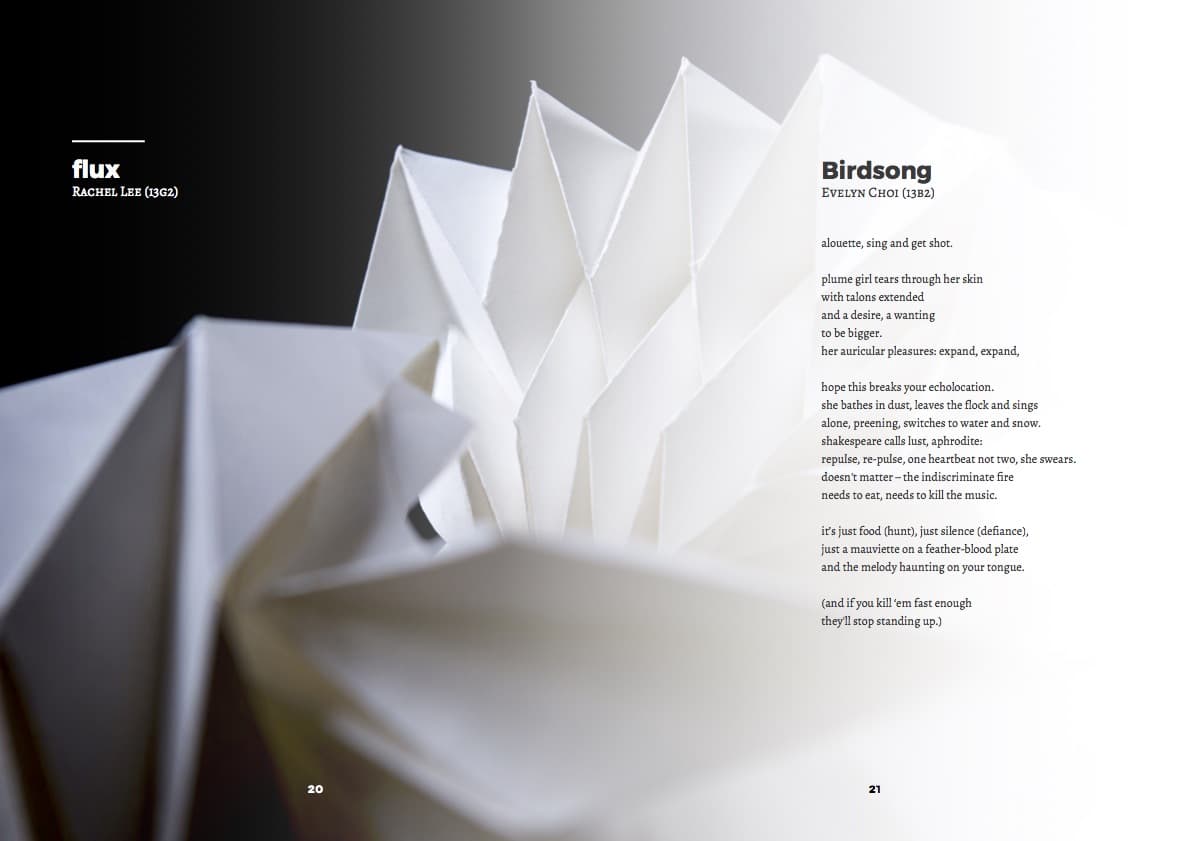 flux
Rachel Lee (13G2)
20
Birdsong
Evelyn Choi (13B2)
alouette, sing and get shot.
plume girl tears through her skin
with talons extended
and a desire, a wanting
to be bigger.
her auricular pleasures: expand, expand,
hope this breaks your echolocation.
she bathes in dust, leaves the flock and sings
alone, preening, switches to water and snow.
shakespeare calls lust, aphrodite:
repulse, re-pulse, one heartbeat not two, she swears.
doesn't matter – the indiscriminate fire
needs to eat, needs to kill the music.
it's just food (hunt), just silence (defiance),
just a mauviette on a feather-blood plate
and the melody haunting on your tongue.
(and if you kill ‘em fast enough
they'll stop standing up.)
21